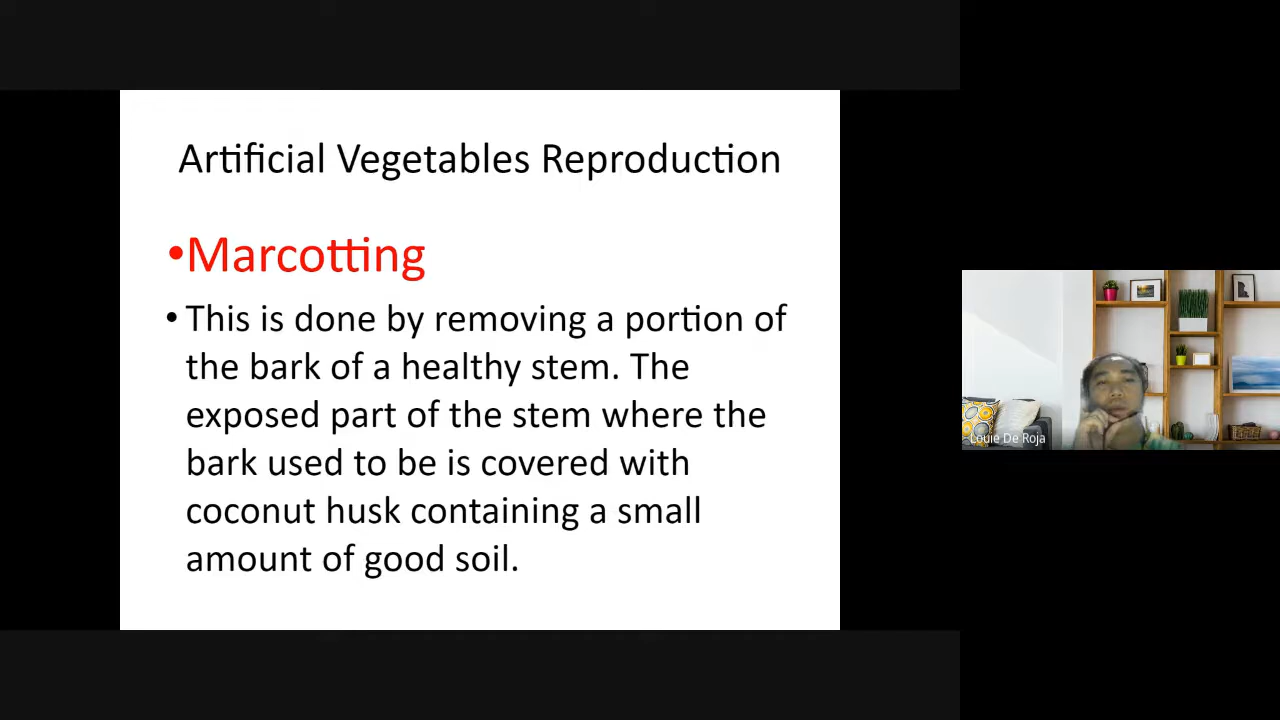 Artificial Vegetables Reproduction
•Marcotting
• This is done by removing a portion of
the bark of a healthy stem. The
exposed part of the stem where the
bark used to be is covered with
coconut husk containing a small
amount of good soil.
Louie De Roja